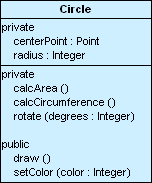 Circle
private
centerPoint : Point
radius : Integer
private
calcArea ()
calcCircumference ()
rotate (degrees : Integer)
public
draw ()
setColor (color : Integer)